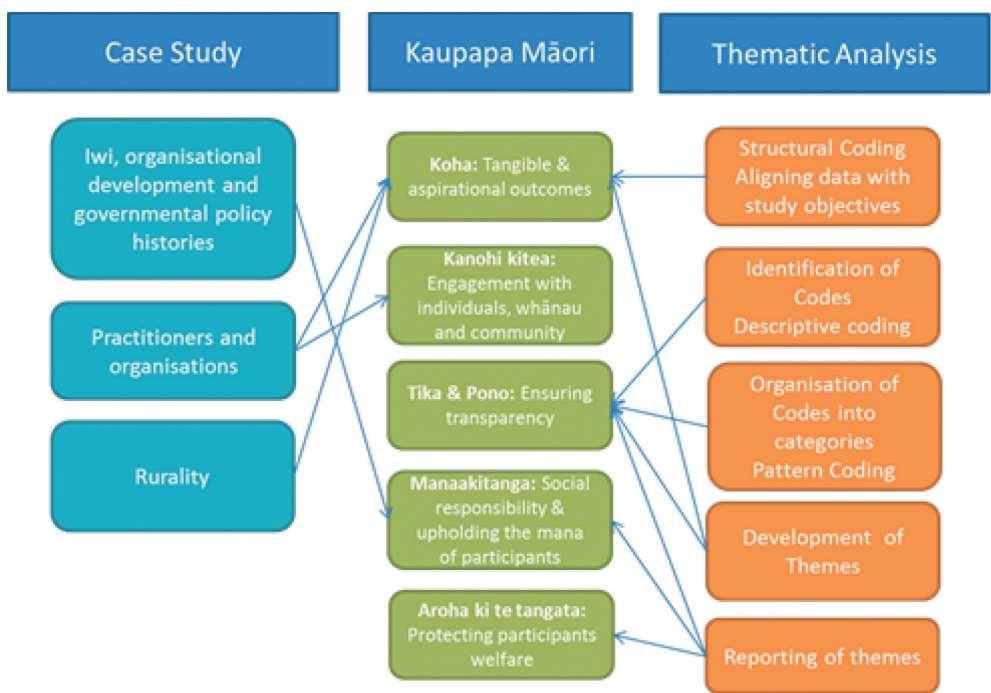 Case Study
Kaupapa Māori
Thematic Analysis
Iwi, organisational
development and
governmental policy
histories
Practitioners and
organisations
Rurality
Koha: Tangible &
aspirational outcomes
Kanohi kitea:
Engagement with
individuals, whānau
and community
Tika & Pono: Ensuring
transparency
Manaakitanga: Social
responsibility &
upholding the mana
of participants
Aroha ki te tangata:
Protecting participants
welfare
Structural Coding
Aligning data with
study objectives
Identification of
Codes
Descriptive coding
Organisation of
Codes into
categories
Pattern Coding
Development of
Themes
Reporting of themes